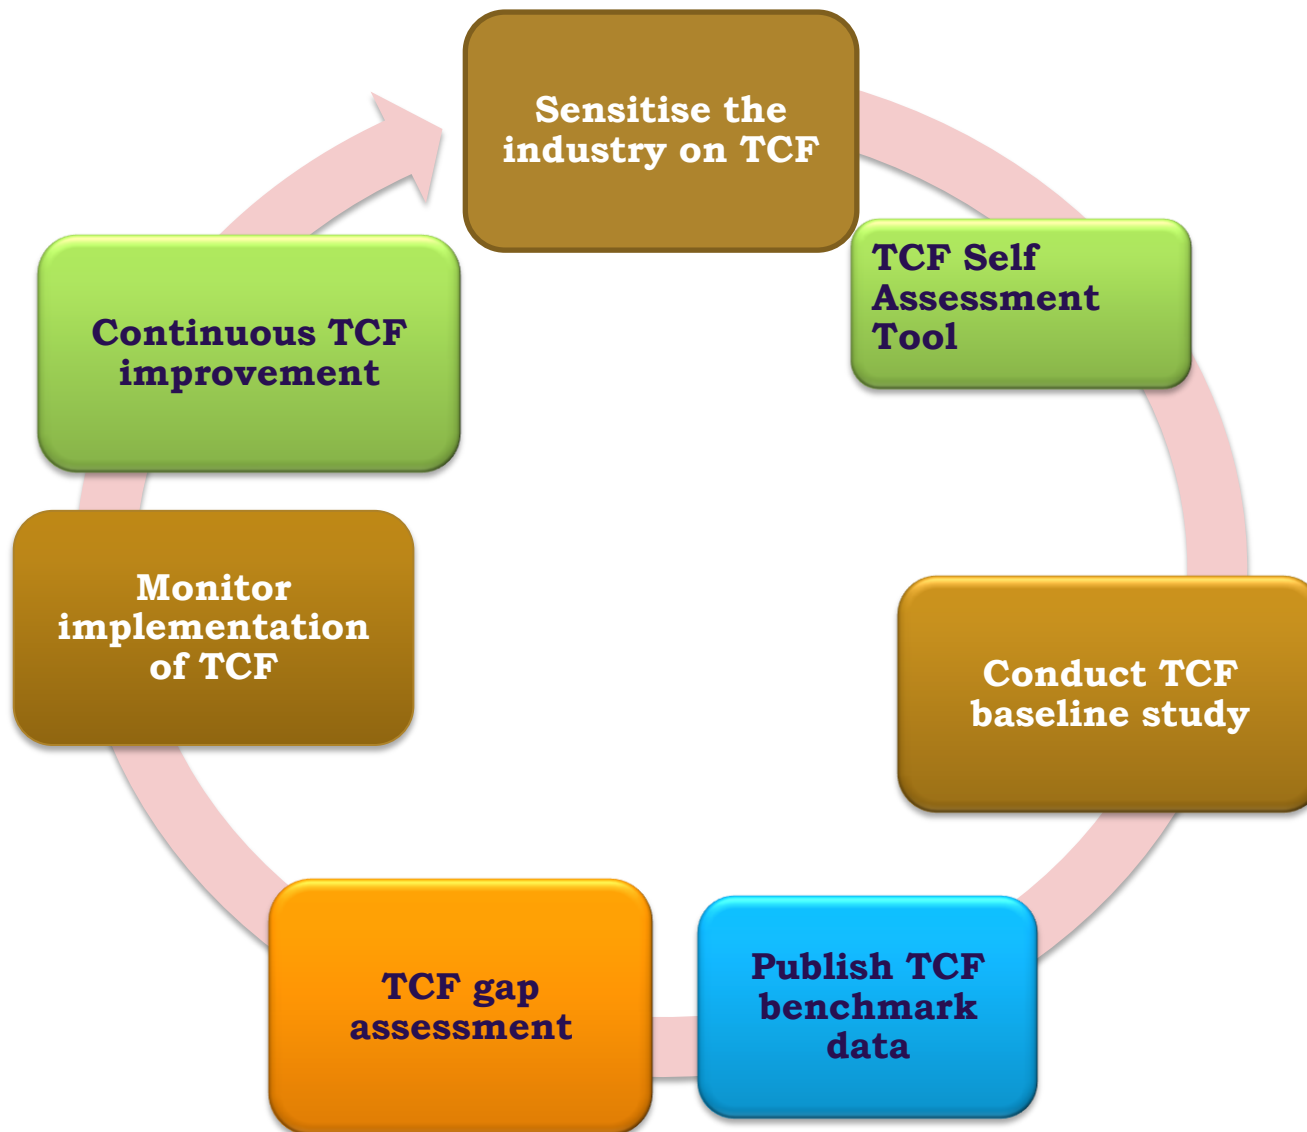 Sensitise the
industry on TCF
TCF Self
Assessment
Tool
Conduct TCF
baseline study
Publish TCF
benchmark
data
TCF gap
assessment
Monitor
implementation
of TCF
Continuous TCF
improvement